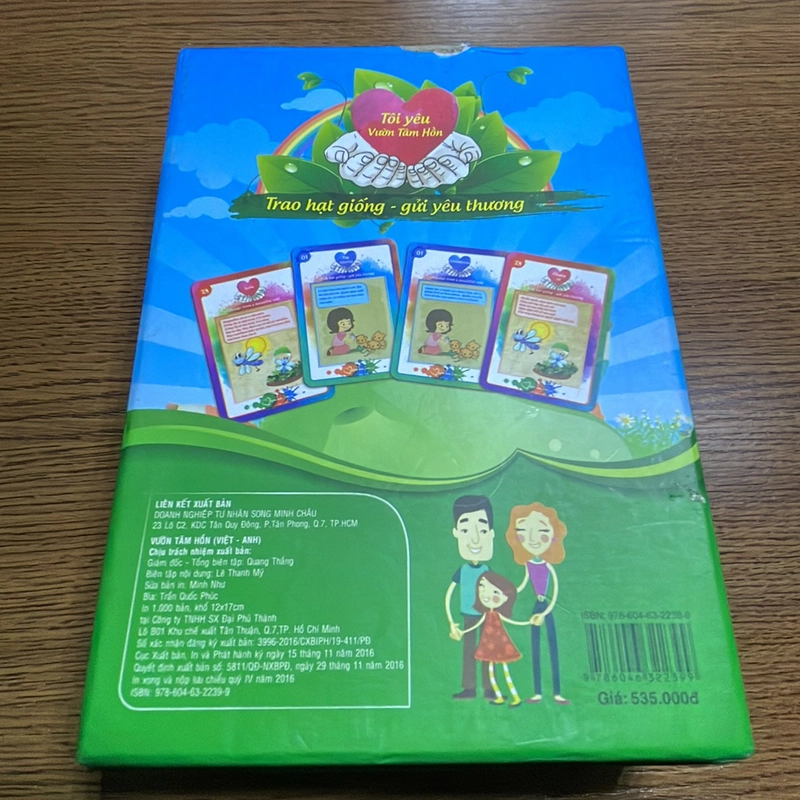 Tôi yêu
Vườn Tâm Hồn
Trao hạt giống - gửi yêu thương
29
01
01
29
LIÊN KẾT XUẤT BẢN
DOANH NGHIỆP TƯ NHÂN SONG MINH CHÂU
23 Lô C2, KDC Tân Quy Đông, P.Tân Phong, Q.7, TP.HCM
VƯỜN TÂM HỒN (VIỆT - ANH)
Chịu trách nhiệm xuất bản:
Giám đốc - Tổng biên tập: Quang Thắng
Biên tập nội dung: Lê Thanh Mỹ
Sửa bản in: Minh Như
Bìa: Trần Quốc Phúc
In 1.000 bản, khổ 12x17cm
tại Công ty TNHH SX Đại Phú Thành
Lô B01 Khu chế xuất Tân Thuận, Q.7,TP. Hồ Chí Minh
Số xác nhận đăng ký xuất bản: 3996-2016/CXBIPH/19-411/PĐ
Cục Xuất bản, In và Phát hành ký ngày 15 tháng 11 năm 2016
Quyết định xuất bản số: 5811/QĐ-NXBPĐ, ngày 29 tháng 11 năm 2016
In xong và nộp lưu chiểu quý IV năm 2016
ISBN: 978-604-63-2239-9
ISBN: 978-604-63-2239-9
9 786046 322399
Giá: 535.000đ